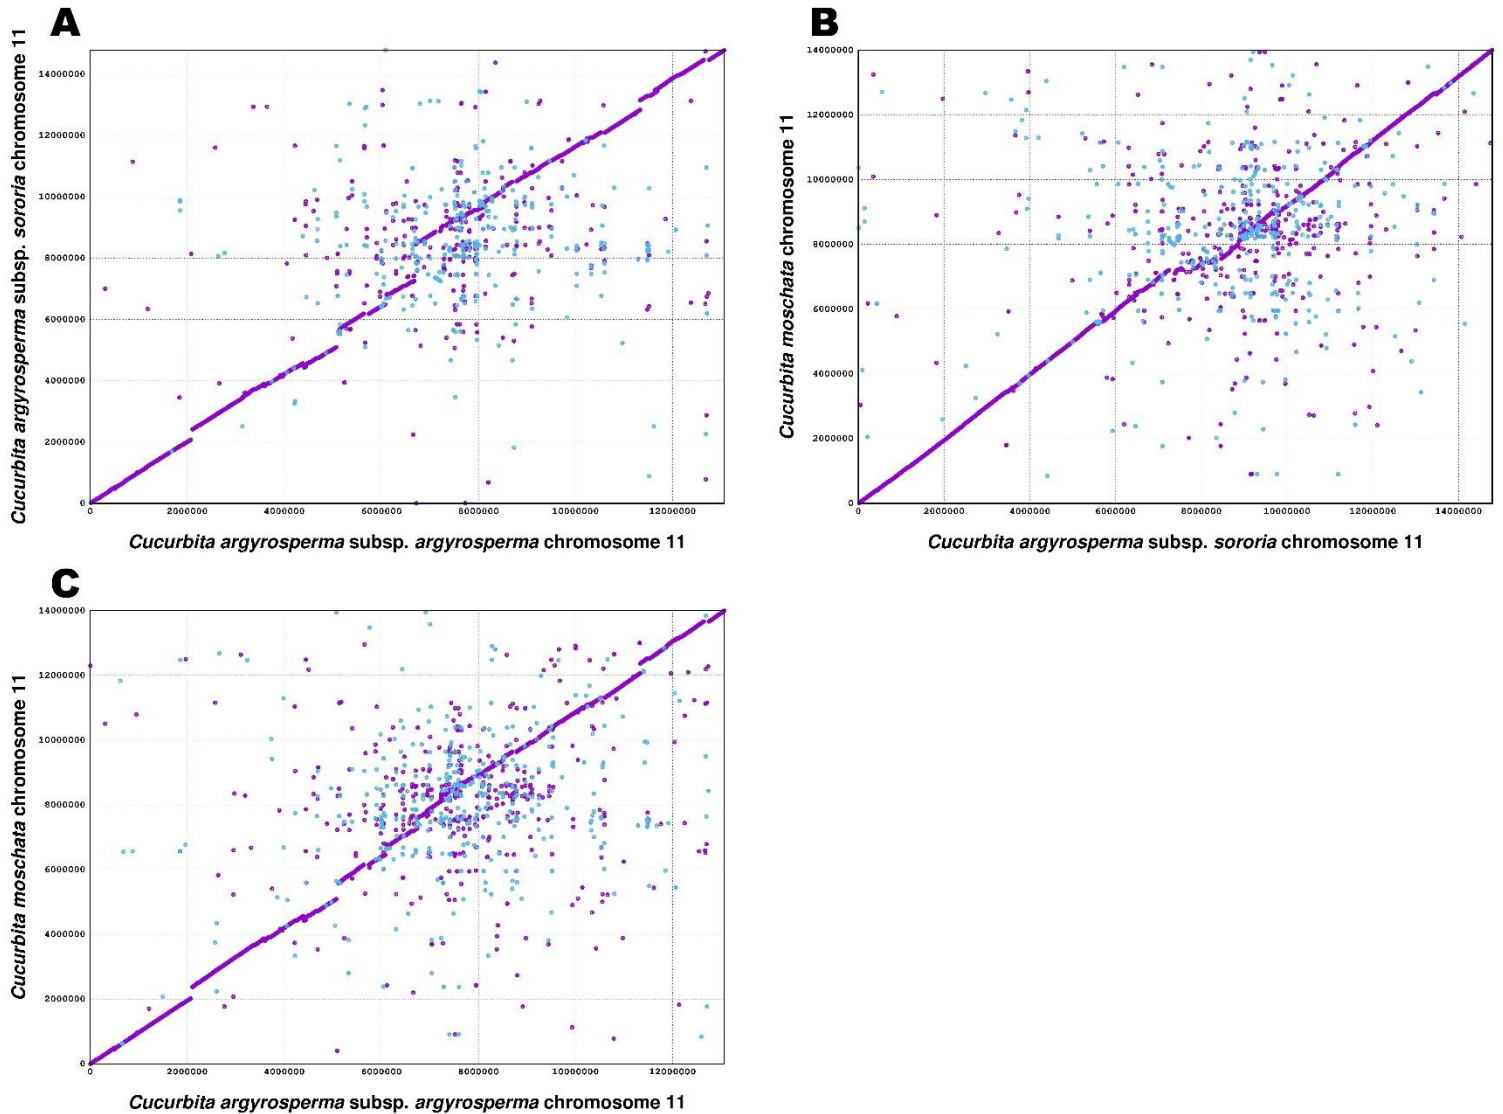 A
Cucurbita argyrosperma subsp. sororia chromosome 11
14000000
12000000
10000000
8000000
6000000
4000000
2000000
0
0 2000000 4000000 6000000 8000000 10000000 12000000
Cucurbita argyrosperma subsp. argyrosperma chromosome 11
B
Cucurbita moschata chromosome 11
14000000
12000000
10000000
8000000
6000000
4000000
2000000
0
0 2000000 4000000 6000000 8000000 10000000 12000000 14000000
Cucurbita argyrosperma subsp. sororia chromosome 11
C
Cucurbita moschata chromosome 11
14000000
12000000
10000000
8000000
6000000
4000000
2000000
0
0 2000000 4000000 6000000 8000000 10000000 12000000
Cucurbita argyrosperma subsp. argyrosperma chromosome 11